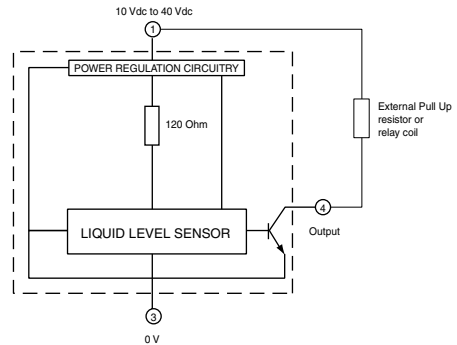 10 Vdc to 40 Vdc
1
POWER REGULATION CIRCUITRY
120 Ohm
External Pull Up
resistor or
relay coil
LIQUID LEVEL SENSOR
4
Output
3
0 V